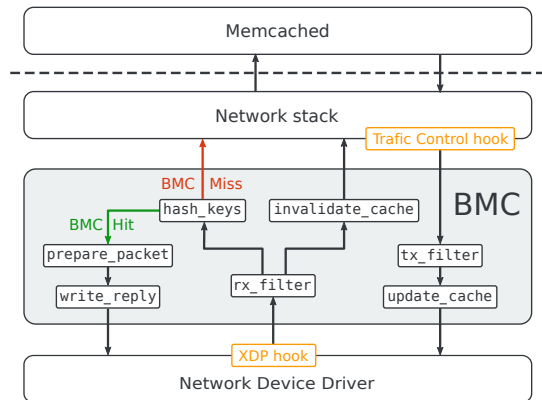 Memcached
Network stack
Trafic Control hook
BMC Miss
BMC
hash_keys
invalidate_cache
BMC Hit
prepare_packet
tx_filter
rx_filter
write_reply
update_cache
XDP hook
Network Device Driver